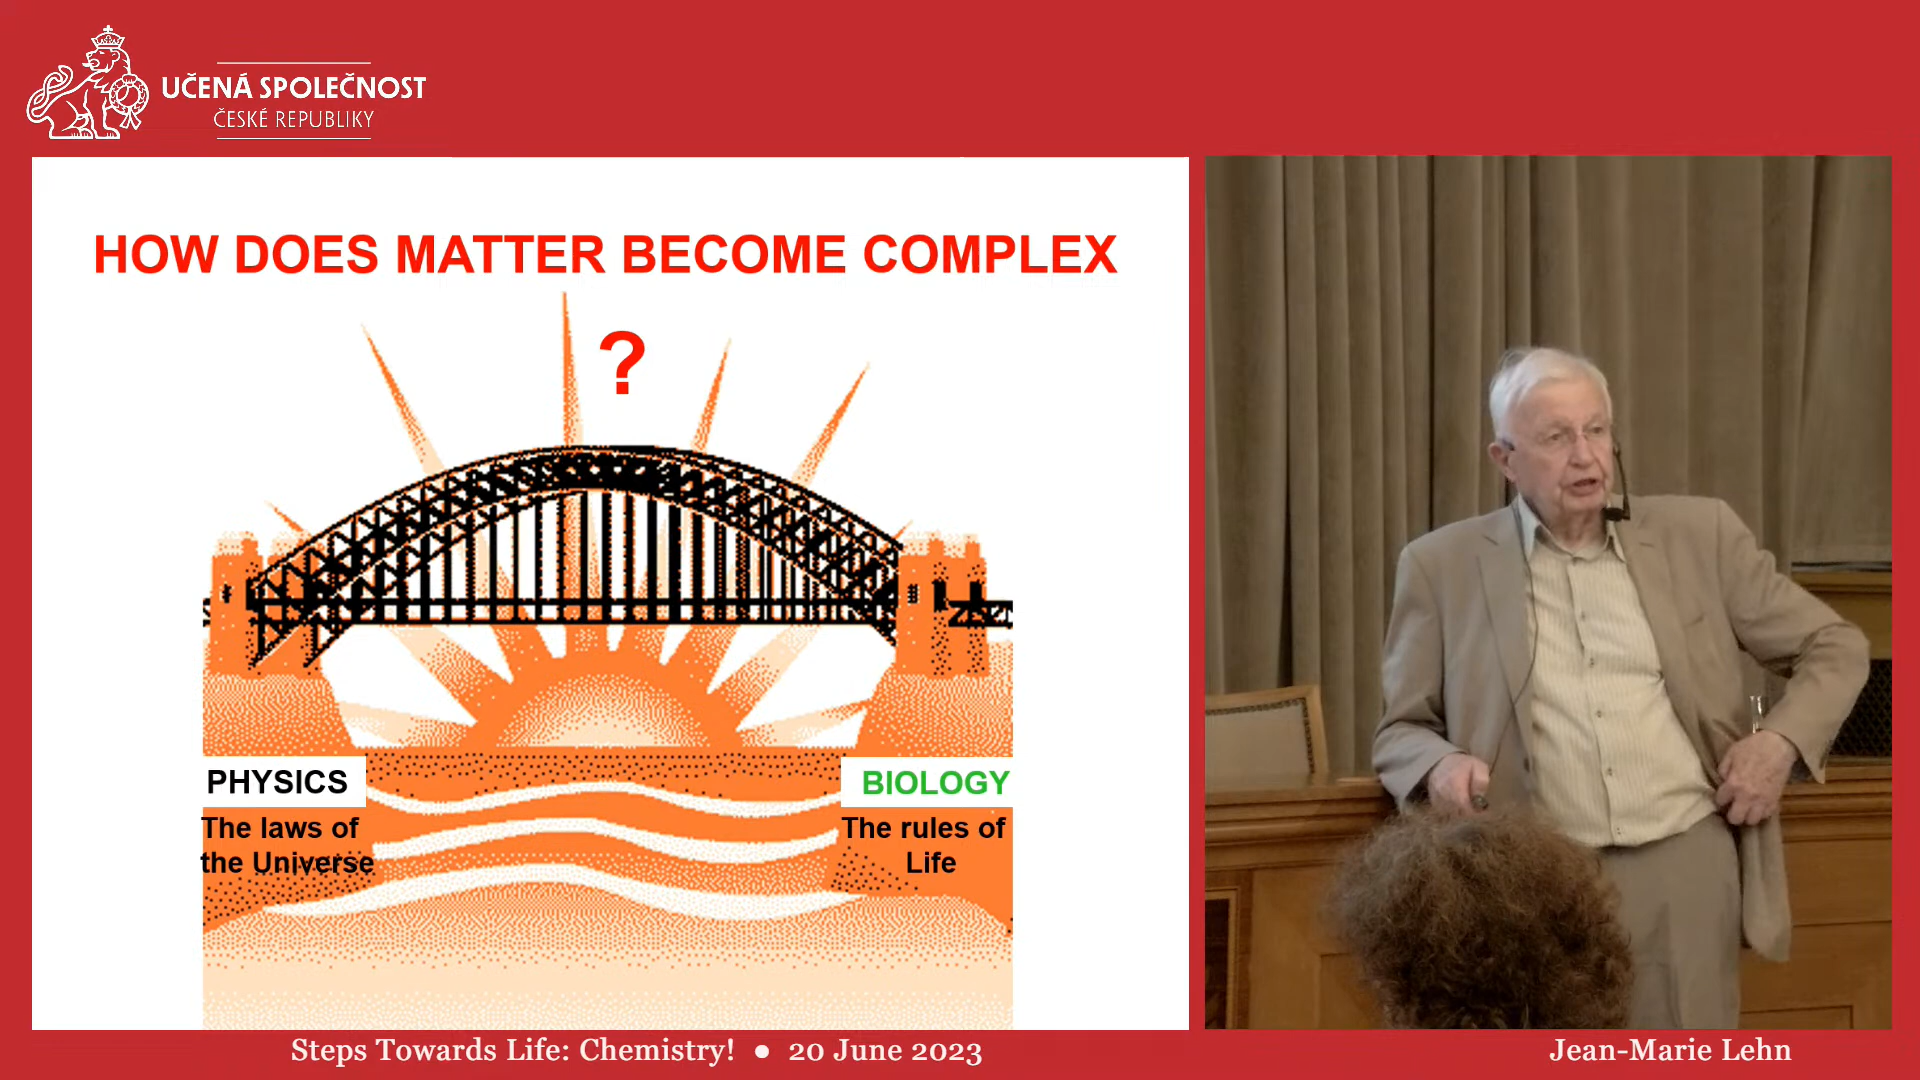 UČENÁ SPOLEČNOST
ČESKÉ REPUBLIKY
HOW DOES MATTER BECOME COMPLEX
?
PHYSICS
The laws of
the Universe
BIOLOGY
The rules of
Life
Steps Towards Life: Chemistry! ● 20 June 2023
Jean-Marie Lehn